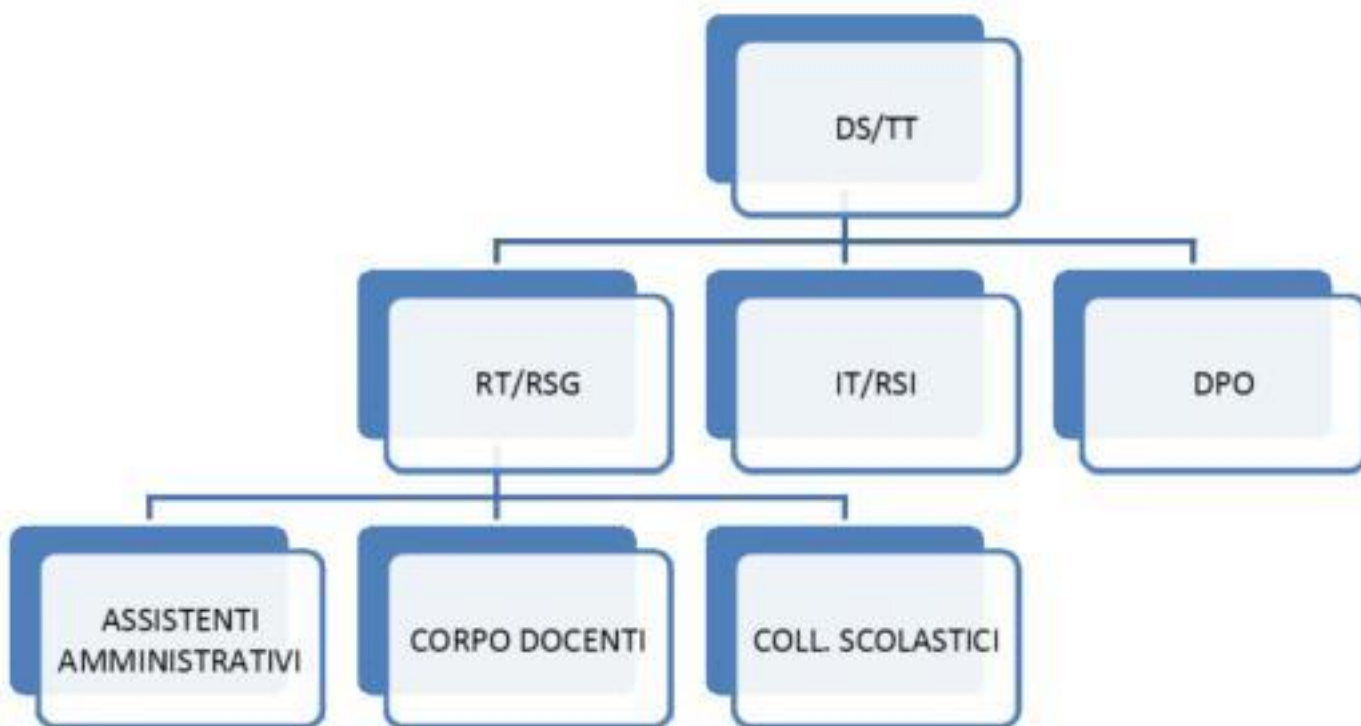 DS/TT
RT/RSG
IT/RSI
DPO
ASSISTENTI
AMMINISTRATIVI
CORPO DOCENTI
COLL. SCOLASTICI